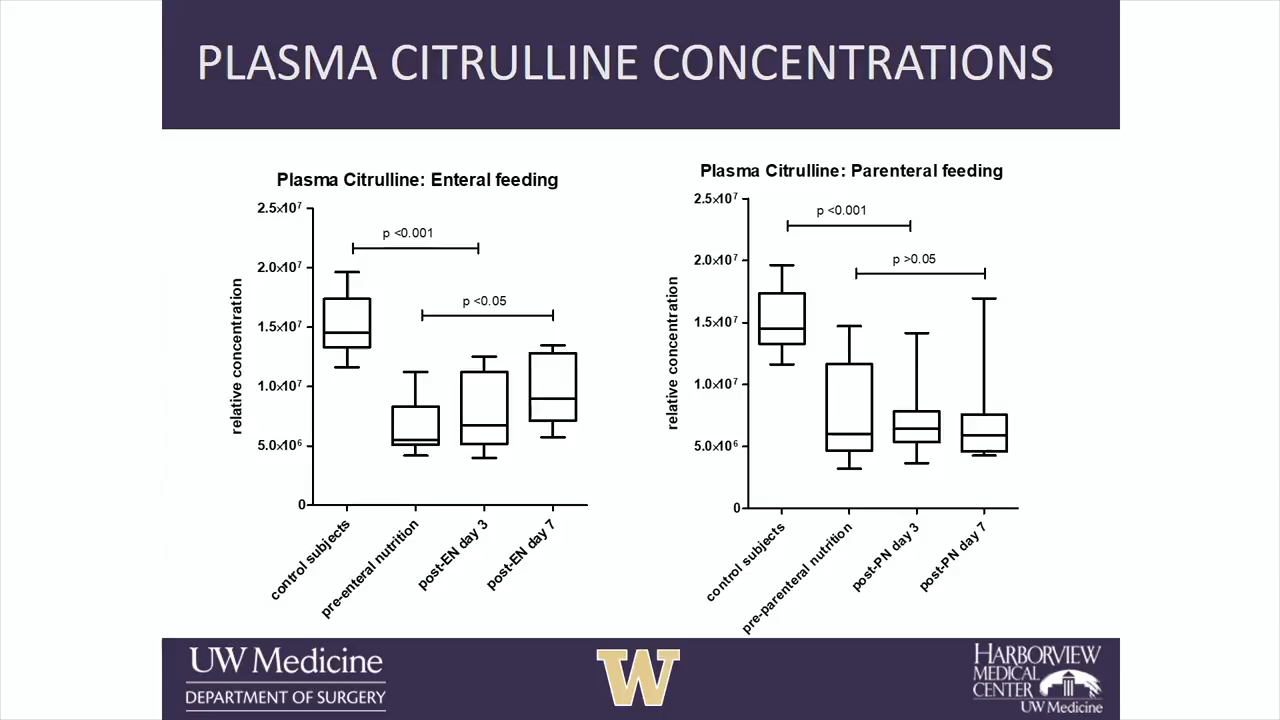 PLASMA CITRULLINE CONCENTRATIONS
Plasma Citrulline: Enteral feeding
relative concentration
2.5×10⁷
2.0×10⁷
1.5×10⁷
1.0×10⁷
5.0×10⁶
0
p <0.001
p <0.05
control subjects
pre-enteral nutrition
post-EN day 3
post-EN day 7
Plasma Citrulline: Parenteral feeding
relative concentration
2.5×10⁷
2.0×10⁷
1.5×10⁷
1.0×10⁷
5.0×10⁶
0
p <0.001
p >0.05
control subjects
pre-parenteral nutrition
post-PN day 3
post-PN day 7
UW Medicine
DEPARTMENT OF SURGERY
W
HARBORVIEW
MEDICAL
CENTER
UW Medicine